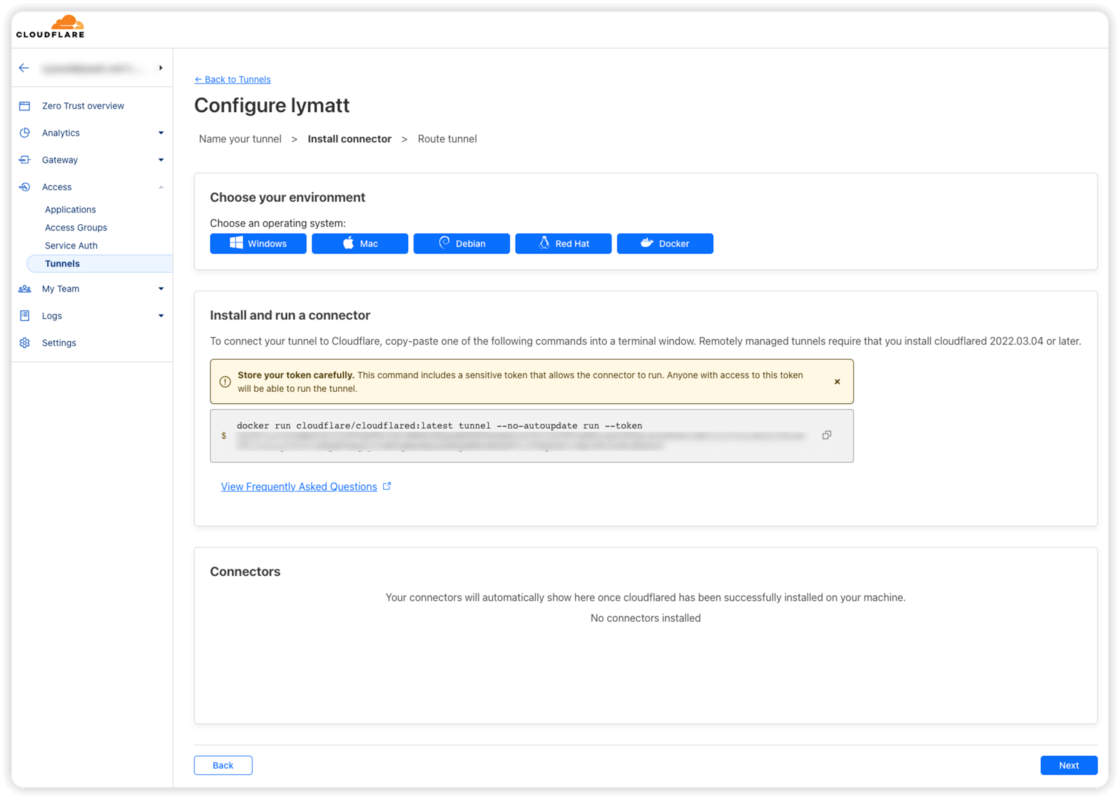 CLOUDFLARE
Zero Trust overview
Analytics
Gateway
Access
Applications
Access Groups
Service Auth
Tunnels
My Team
Logs
Settings
← Back to Tunnels
Configure lymatt
Name your tunnel > Install connector > Route tunnel
Choose your environment
Choose an operating system:
Windows Mac Debian Red Hat Docker
Install and run a connector
To connect your tunnel to Cloudflare, copy-paste one of the following commands into a terminal window. Remotely managed tunnels require that you install cloudflared 2022.03.04 or later.
Store your token carefully. This command includes a sensitive token that allows the connector to run. Anyone with access to this token
will be able to run the tunnel.
docker run cloudflare/cloudflared:latest tunnel --no-autoupdate run --token
$
View Frequently Asked Questions
Connectors
Your connectors will automatically show here once cloudflared has been successfully installed on your machine.
No connectors installed
Back
Next